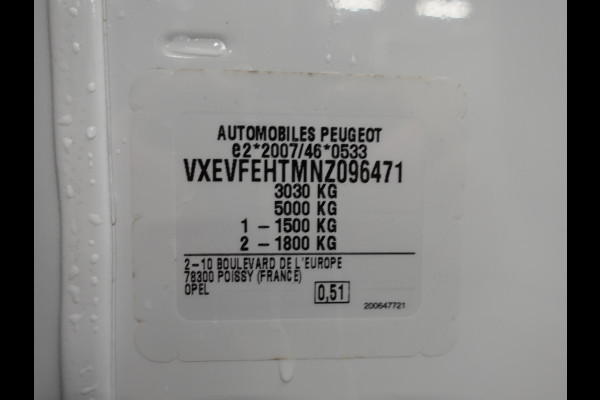 AUTOMOBILES PEUGEOT
e2*2007/46*0533
VXEVFEHTMNZ096471
3030 KG
5000 KG
1 – 1500 KG
2 – 1800 KG
2–10 BOULEVARD DE L'EUROPE
78300 POISSY (FRANCE)
OPEL
0,51
200647721